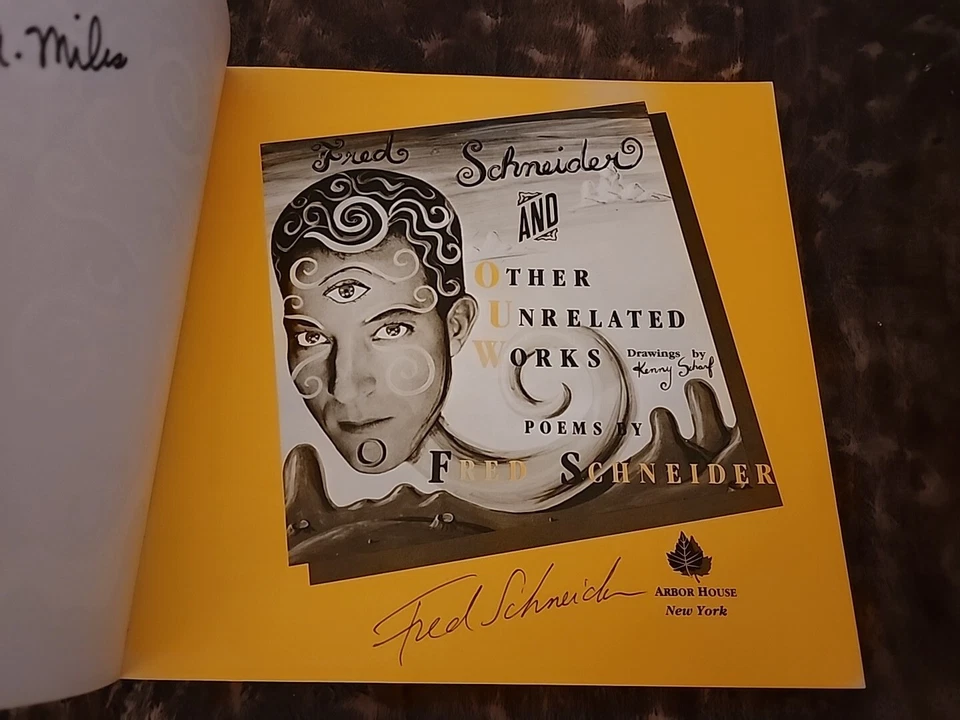 A. Miles
Fred Schneider
AND
OTHER
UNRELATED
WORKS
Drawings by
Kenny Scharf
POEMS BY
FRED SCHNEIDER
Fred Schneider
ARBOR HOUSE
New York